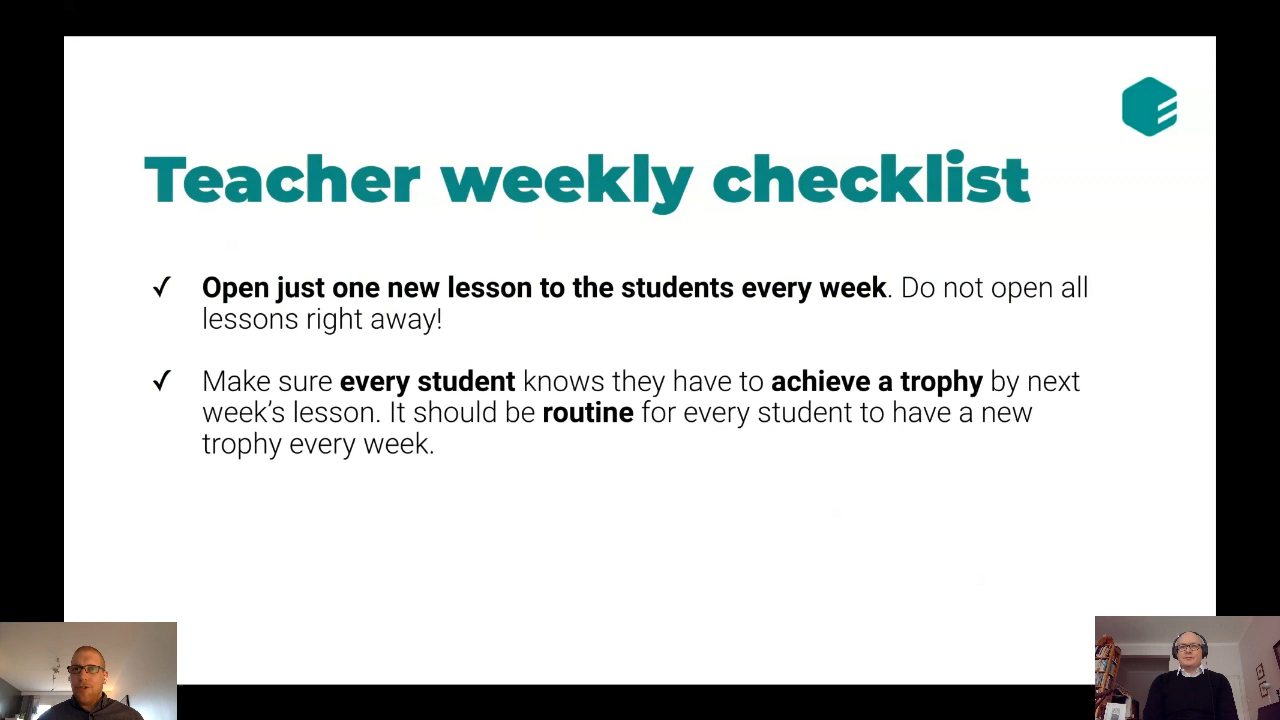 Teacher weekly checklist
✓ Open just one new lesson to the students every week. Do not open all
lessons right away!
✓ Make sure every student knows they have to achieve a trophy by next
week’s lesson. It should be routine for every student to have a new
trophy every week.